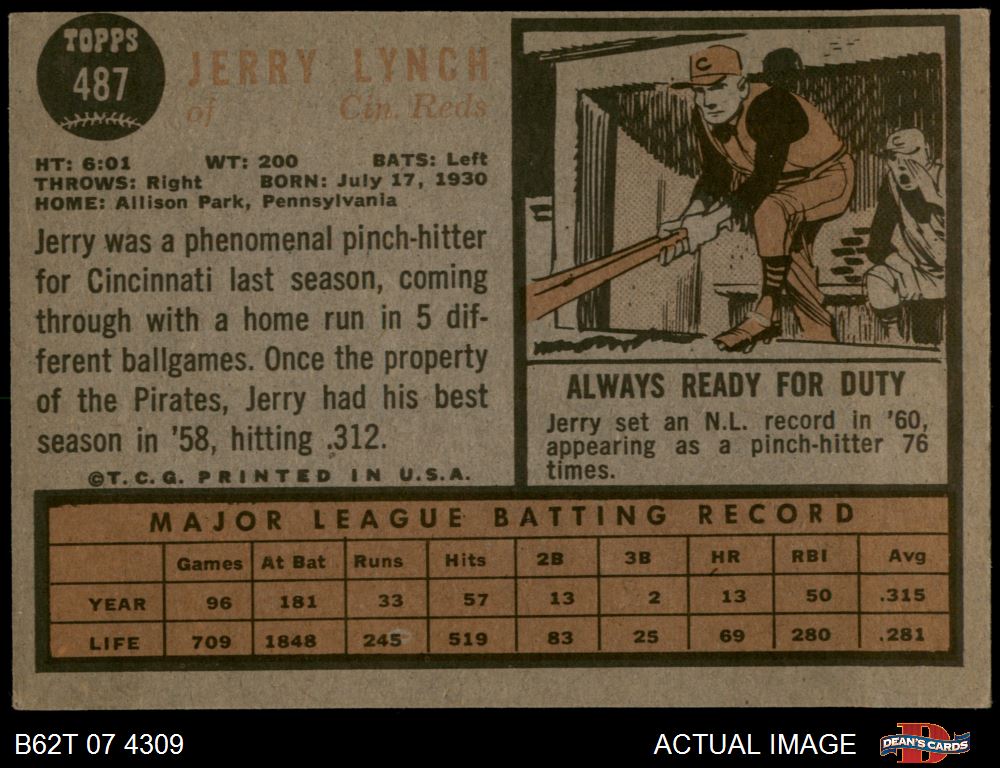 TOPPS
487
JERRY LYNCH
of Cin. Reds
HT: 6:01 WT: 200 BATS: Left
THROWS: Right BORN: July 17, 1930
HOME: Allison Park, Pennsylvania
Jerry was a phenomenal pinch-hitter
for Cincinnati last season, coming
through with a home run in 5 dif-
ferent ballgames. Once the property
of the Pirates, Jerry had his best
season in '58, hitting .312.
©T.C.G. PRINTED IN U.S.A.
C
ALWAYS READY FOR DUTY
Jerry set an N.L. record in '60,
appearing as a pinch-hitter 76
times.
MAJOR LEAGUE BATTING RECORD
Games At Bat Runs Hits 2B 3B HR RBI Avg
YEAR 96 181 33 57 13 2 13 50 .315
LIFE 709 1848 245 519 83 25 69 280 .281
B62T 07 4309
ACTUAL IMAGE
DEAN'S CARDS